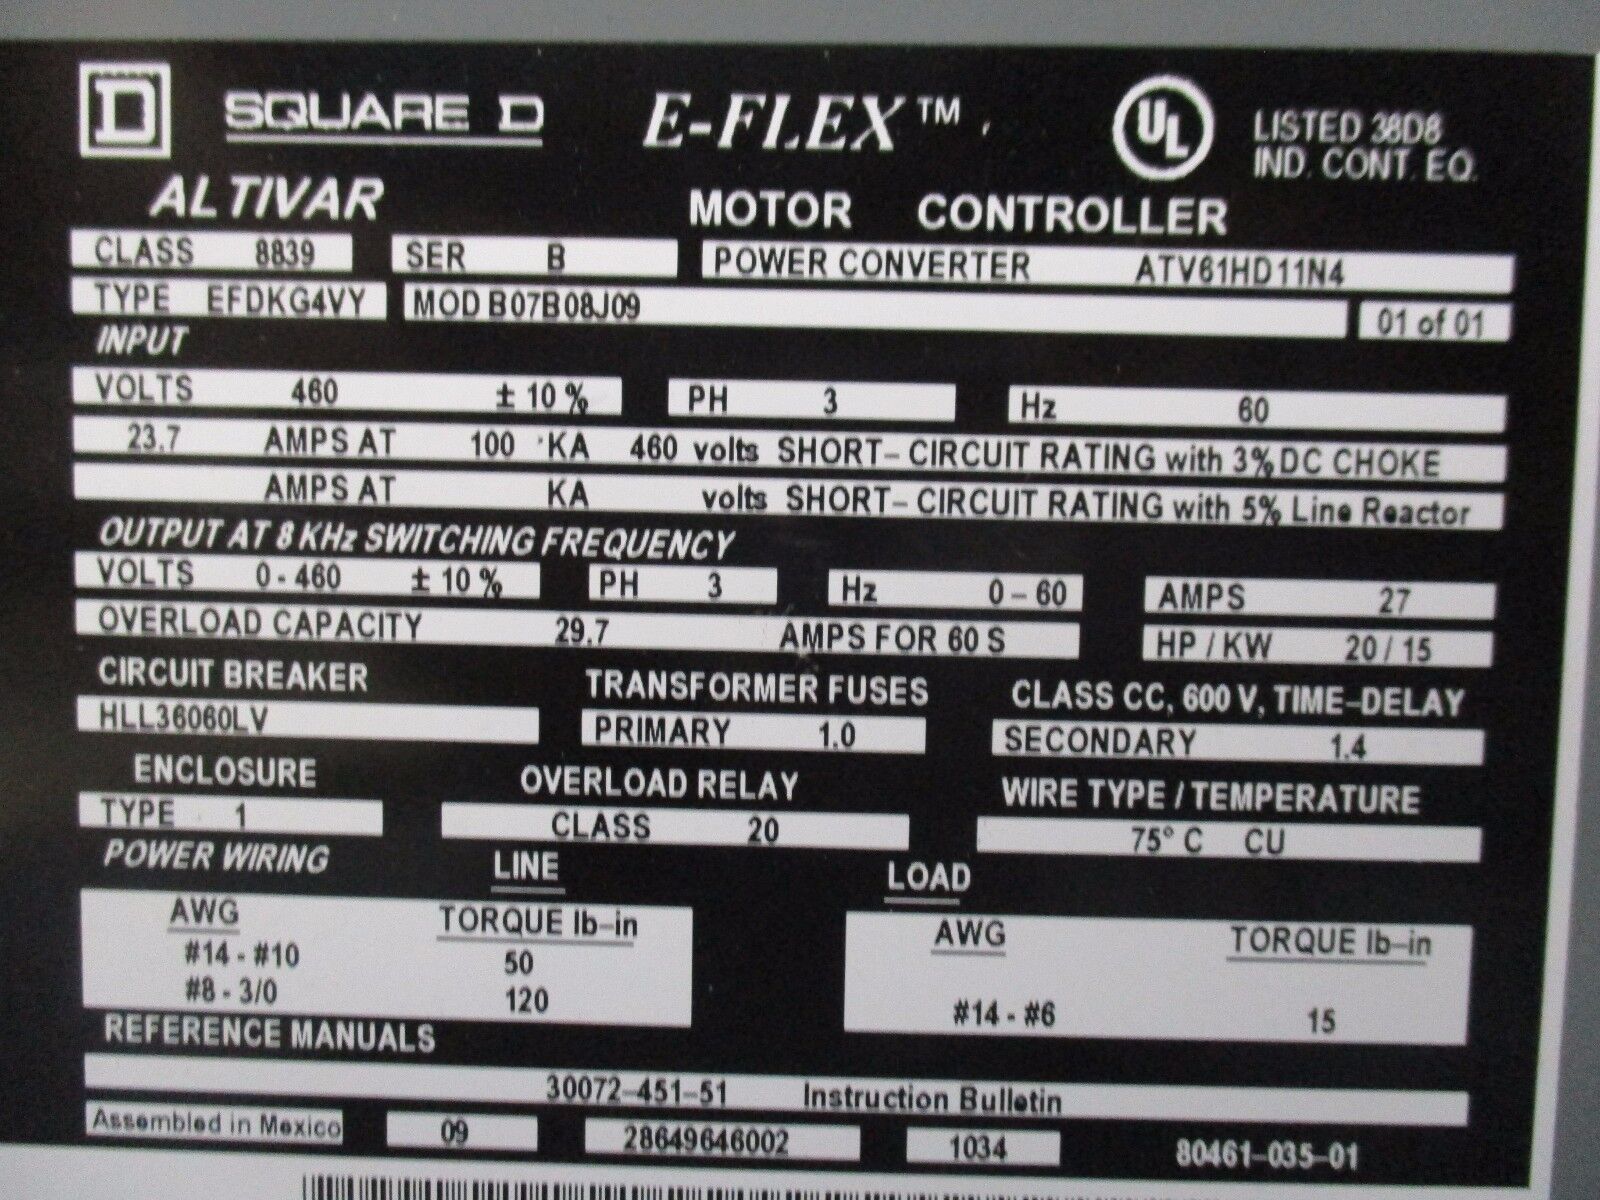 D SQUARE D E-FLEX™ UL LISTED 38D8
IND. CONT. EQ.
ALTIVAR MOTOR CONTROLLER
CLASS 8839 SER B POWER CONVERTER ATV61HD11N4
TYPE EFDKG4VY MOD B07B08J09 01 of 01
INPUT
VOLTS 460 ± 10 % PH 3 Hz 60
23.7 AMPS AT 100 KA 460 volts SHORT-CIRCUIT RATING with 3% DC CHOKE
AMPS AT KA volts SHORT-CIRCUIT RATING with 5% Line Reactor
OUTPUT AT 8 KHz SWITCHING FREQUENCY
VOLTS 0-460 ± 10 % PH 3 Hz 0-60 AMPS 27
OVERLOAD CAPACITY 29.7 AMPS FOR 60 S HP / KW 20 / 15
CIRCUIT BREAKER TRANSFORMER FUSES CLASS CC, 600 V, TIME-DELAY
HLL36060LV PRIMARY 1.0 SECONDARY 1.4
ENCLOSURE OVERLOAD RELAY WIRE TYPE / TEMPERATURE
TYPE 1 CLASS 20 75° C CU
POWER WIRING LINE LOAD
AWG TORQUE lb-in AWG TORQUE lb-in
#14 - #10 50
#8 - 3/0 120 #14 - #6 15
REFERENCE MANUALS
30072-451-51 Instruction Bulletin
Assembled in Mexico 09 28649646002 1034 80461-035-01